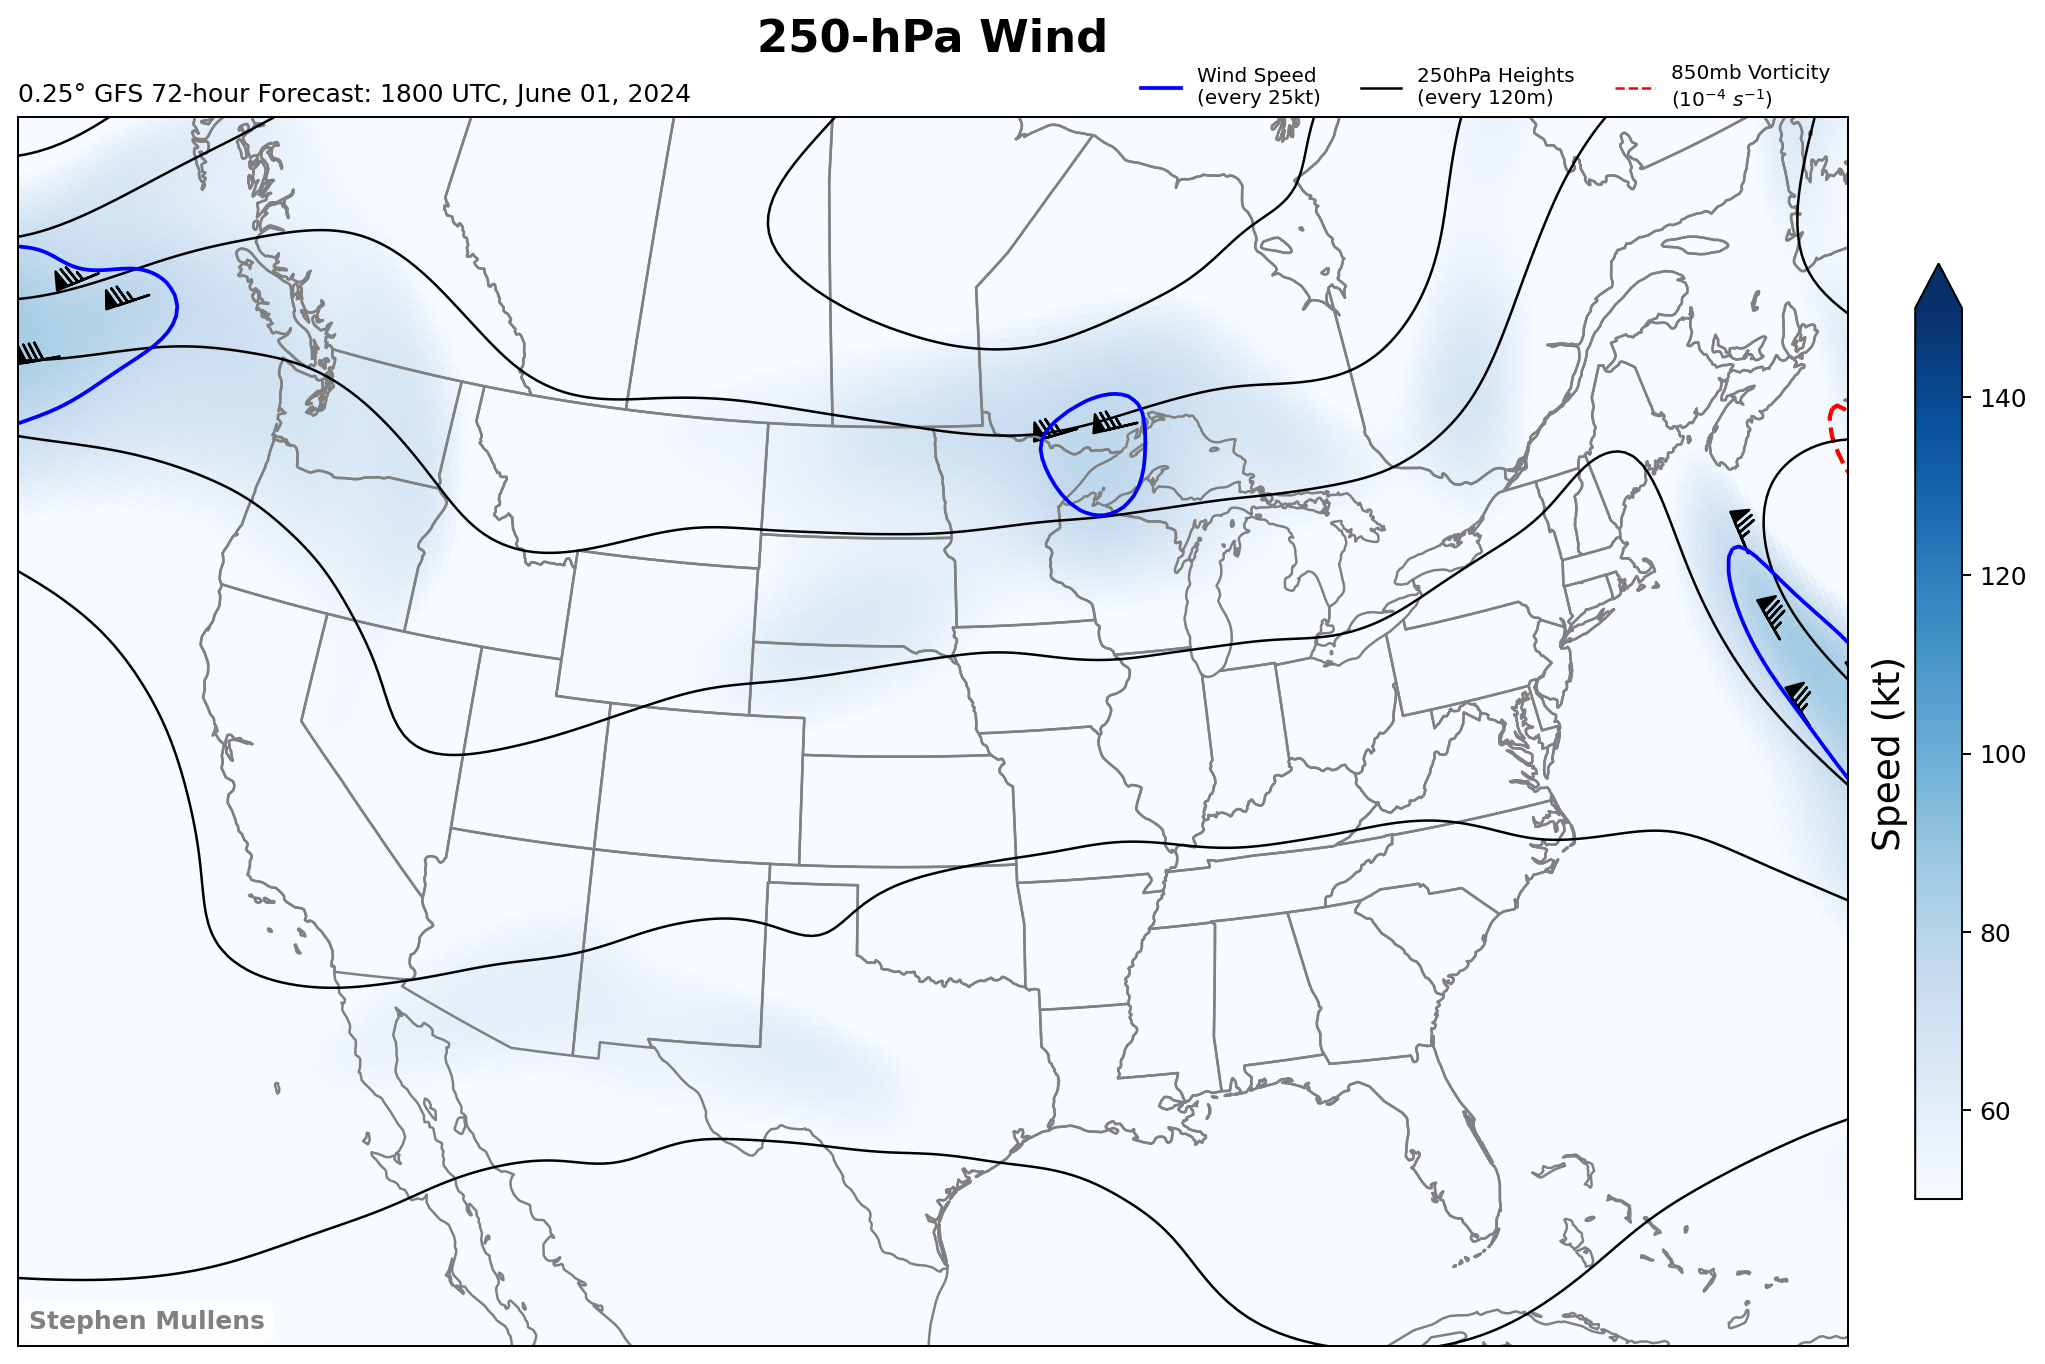 250-hPa Wind
0.25° GFS 72-hour Forecast: 1800 UTC, June 01, 2024
Wind Speed
(every 25kt)
250hPa Heights
(every 120m)
850mb Vorticity
(10⁻⁴ s⁻¹)
140
120
100
80
60
Speed (kt)
Stephen Mullens